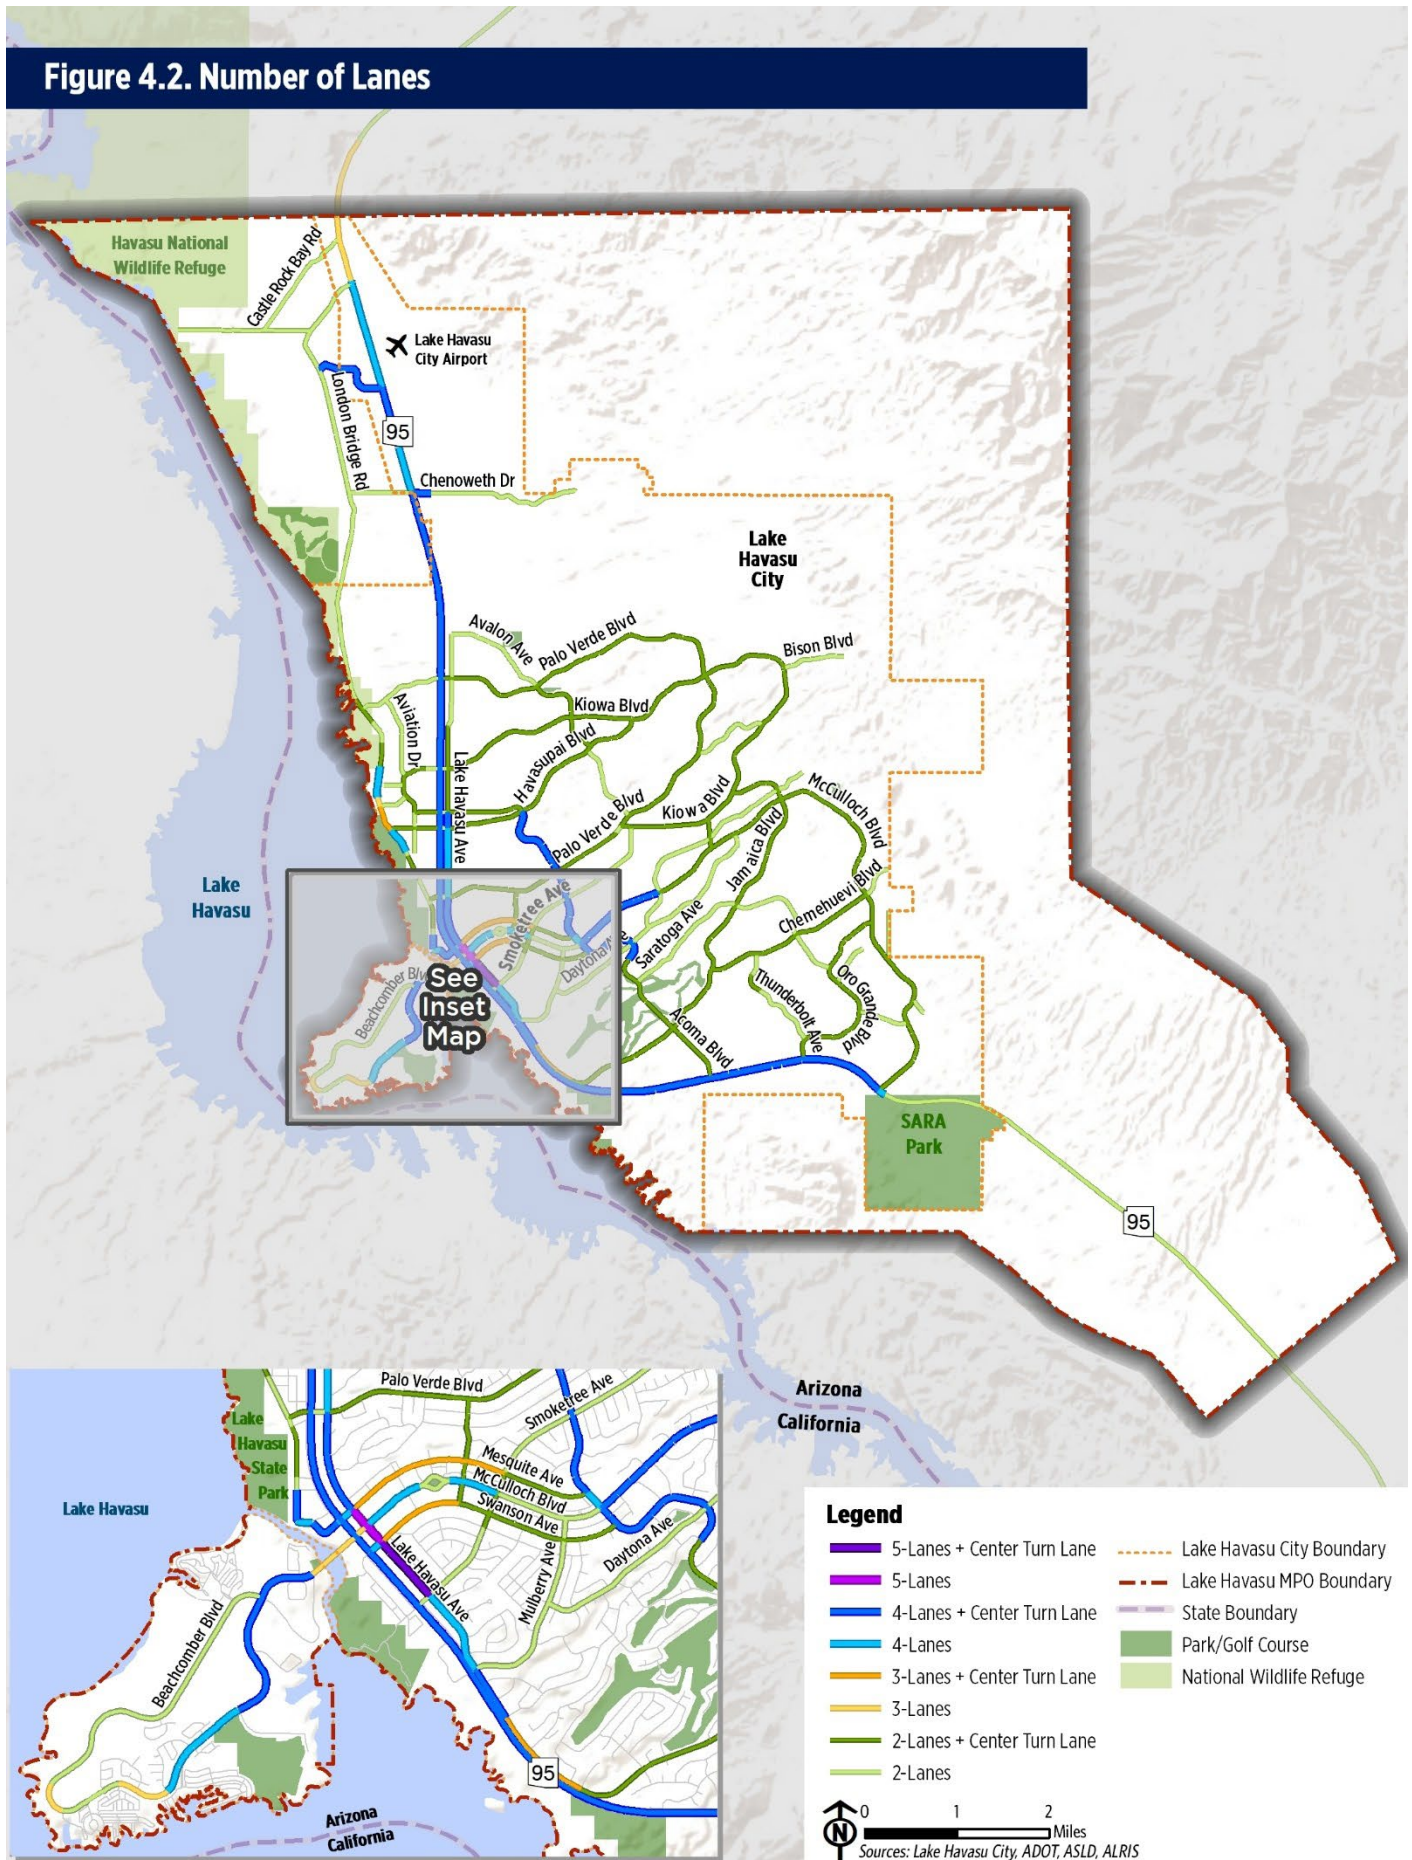 Figure 4.2. Number of Lanes
Havasu National
Wildlife Refuge
Castle Rock Bay Rd
Lake Havasu
City Airport
London Bridge Rd
95
Chenoweth Dr
Lake
Havasu
City
Avalon Ave
Palo Verde Blvd
Bison Blvd
Aviation Dr
Kiowa Blvd
Lake Havasu Ave
Havasupai Blvd
McCulloch Blvd
Palo Verde Blvd
Kiowa Blvd
Jamaica Blvd
Lake
Havasu
Smoketree Ave
Chemehuevi Blvd
Saratoga Ave
Daytona
Beachcomber Blv
See
Inset
Map
Thunderbolt Ave
Oro Grande Blvd
Acoma Blvd
SARA
Park
95
Arizona
California
Palo Verde Blvd
Smoketree Ave
Lake
Havasu
State
Park
Mesquite Ave
McCulloch Blvd
Swanson Ave
Lake Havasu
Lake Havasu Ave
Daytona Ave
Mulberry Ave
Beachcomber Blvd
95
Arizona
California
Legend
5-Lanes + Center Turn Lane
5-Lanes
4-Lanes + Center Turn Lane
4-Lanes
3-Lanes + Center Turn Lane
3-Lanes
2-Lanes + Center Turn Lane
2-Lanes
Lake Havasu City Boundary
Lake Havasu MPO Boundary
State Boundary
Park/Golf Course
National Wildlife Refuge
N
0 1 2
Miles
Sources: Lake Havasu City, ADOT, ASLD, ALRIS